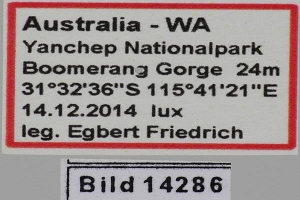 Australia - WA
Yanchep Nationalpark
Boomerang Gorge 24m
31°32'36"S 115°41'21"E
14.12.2014 lux
leg. Egbert Friedrich
Bild 14286